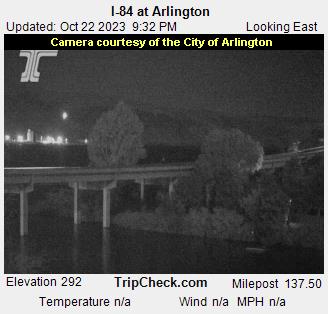 I-84 at Arlington
Updated: Oct 22 2023 9:32 PM Looking East
Camera courtesy of the City of Arlington
Elevation 292 TripCheck.com Milepost 137.50
Temperature n/a Wind n/a MPH n/a